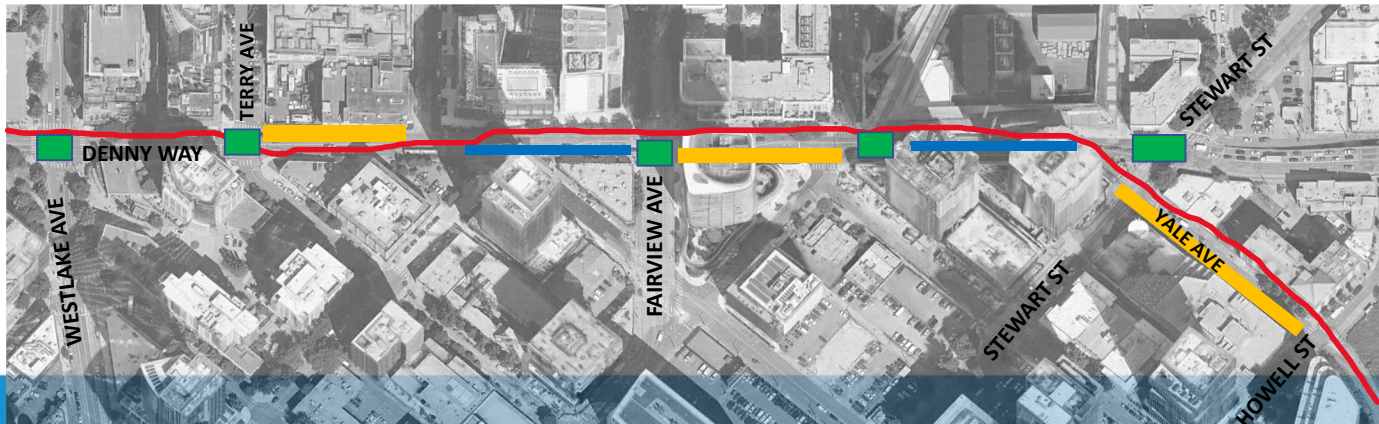 TERRY AVE
STEWART ST
DENNY WAY
WESTLAKE AVE
FAIRVIEW AVE
YALE AVE
STEWART ST
HOWELL ST